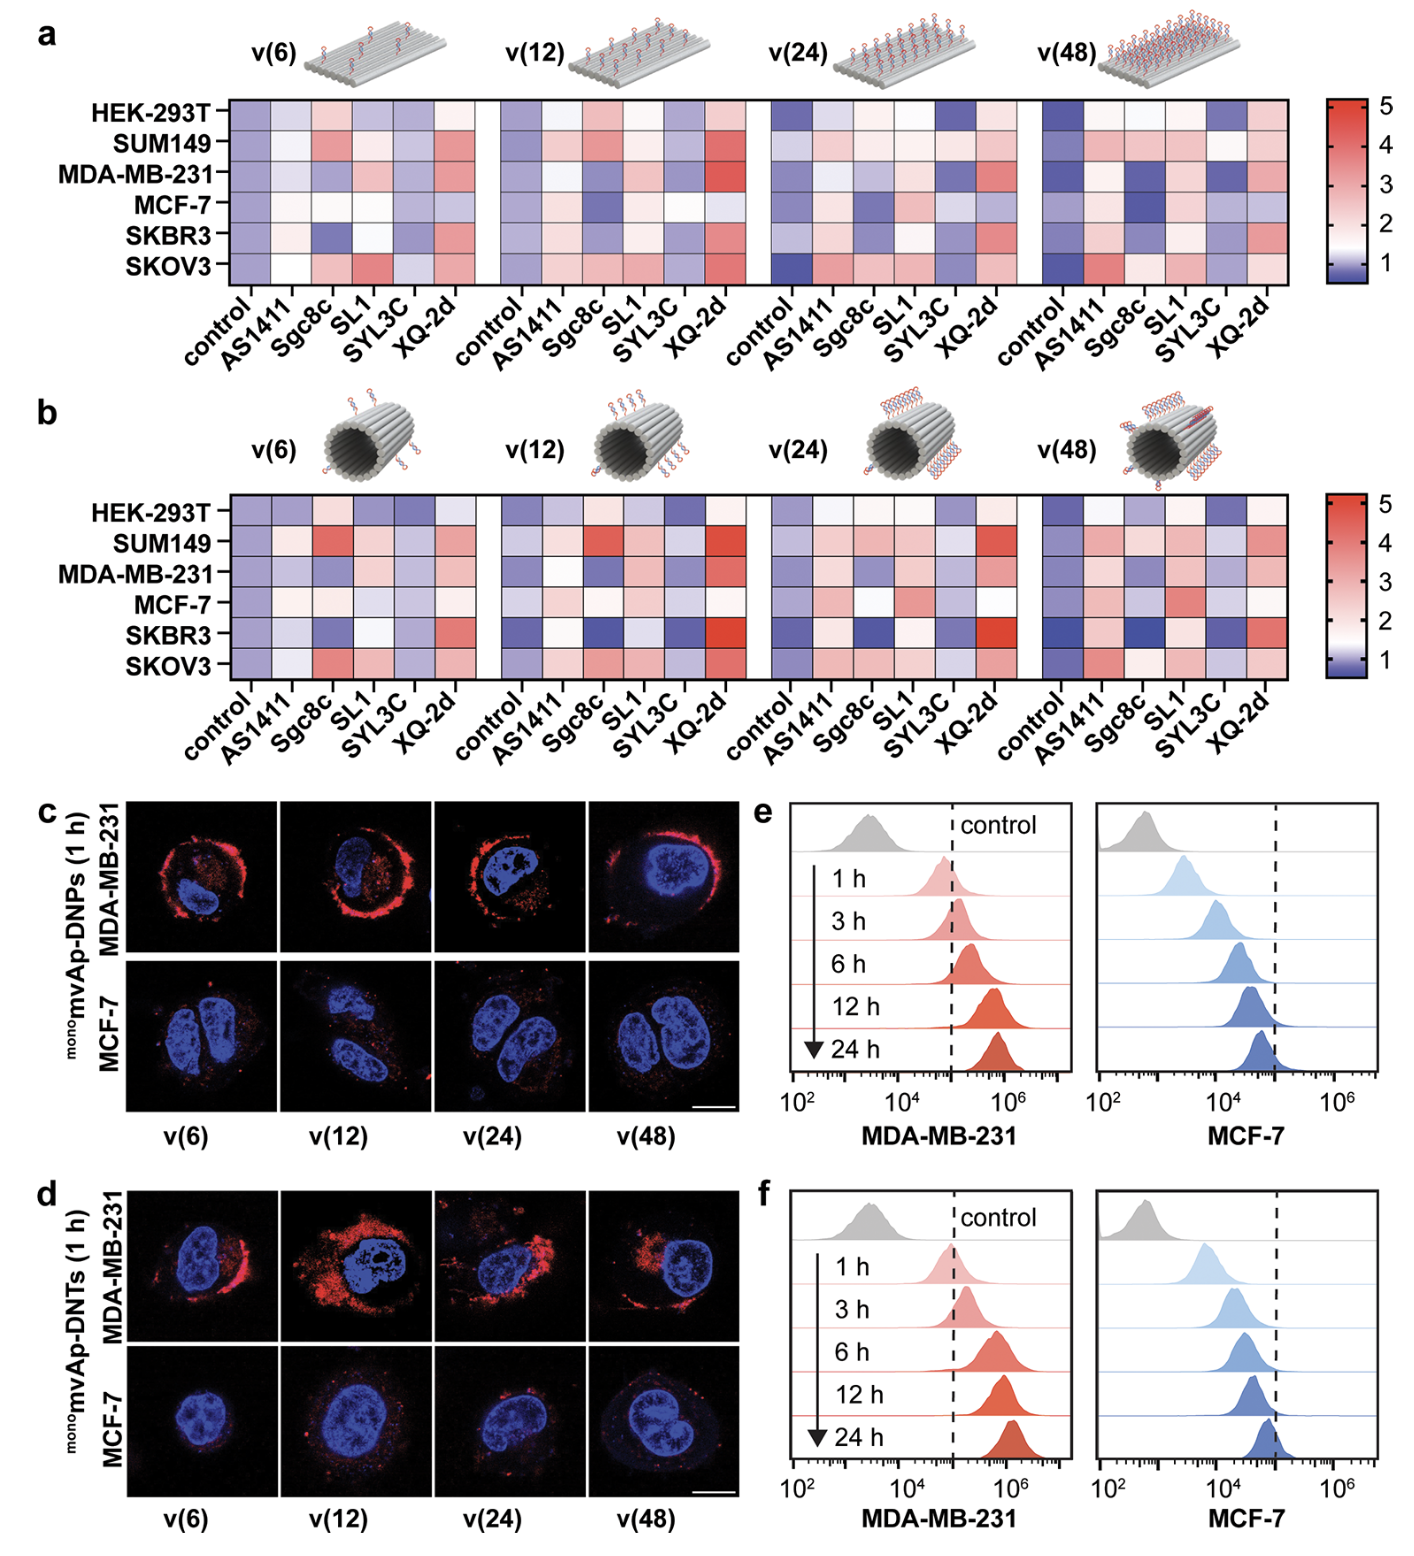 a
v(6) v(12) v(24) v(48)
HEK-293T
SUM149
MDA-MB-231
MCF-7
SKBR3
SKOV3
5
4
3
2
1
control AS1411 Sgc8c SL1 SYL3C XQ-2d control AS1411 Sgc8c SL1 SYL3C XQ-2d control AS1411 Sgc8c SL1 SYL3C XQ-2d control AS1411 Sgc8c SL1 SYL3C XQ-2d
b
v(6) v(12) v(24) v(48)
HEK-293T
SUM149
MDA-MB-231
MCF-7
SKBR3
SKOV3
5
4
3
2
1
control AS1411 Sgc8c SL1 SYL3C XQ-2d control AS1411 Sgc8c SL1 SYL3C XQ-2d control AS1411 Sgc8c SL1 SYL3C XQ-2d control AS1411 Sgc8c SL1 SYL3C XQ-2d
c
monomvAp-DNPs (1 h)
MDA-MB-231
MCF-7
v(6) v(12) v(24) v(48)
e
control
1 h
3 h
6 h
12 h
24 h
10² 10⁴ 10⁶ 10² 10⁴ 10⁶
MDA-MB-231 MCF-7
d
monomvAp-DNTs (1 h)
MDA-MB-231
MCF-7
v(6) v(12) v(24) v(48)
f
control
1 h
3 h
6 h
12 h
24 h
10² 10⁴ 10⁶ 10² 10⁴ 10⁶
MDA-MB-231 MCF-7